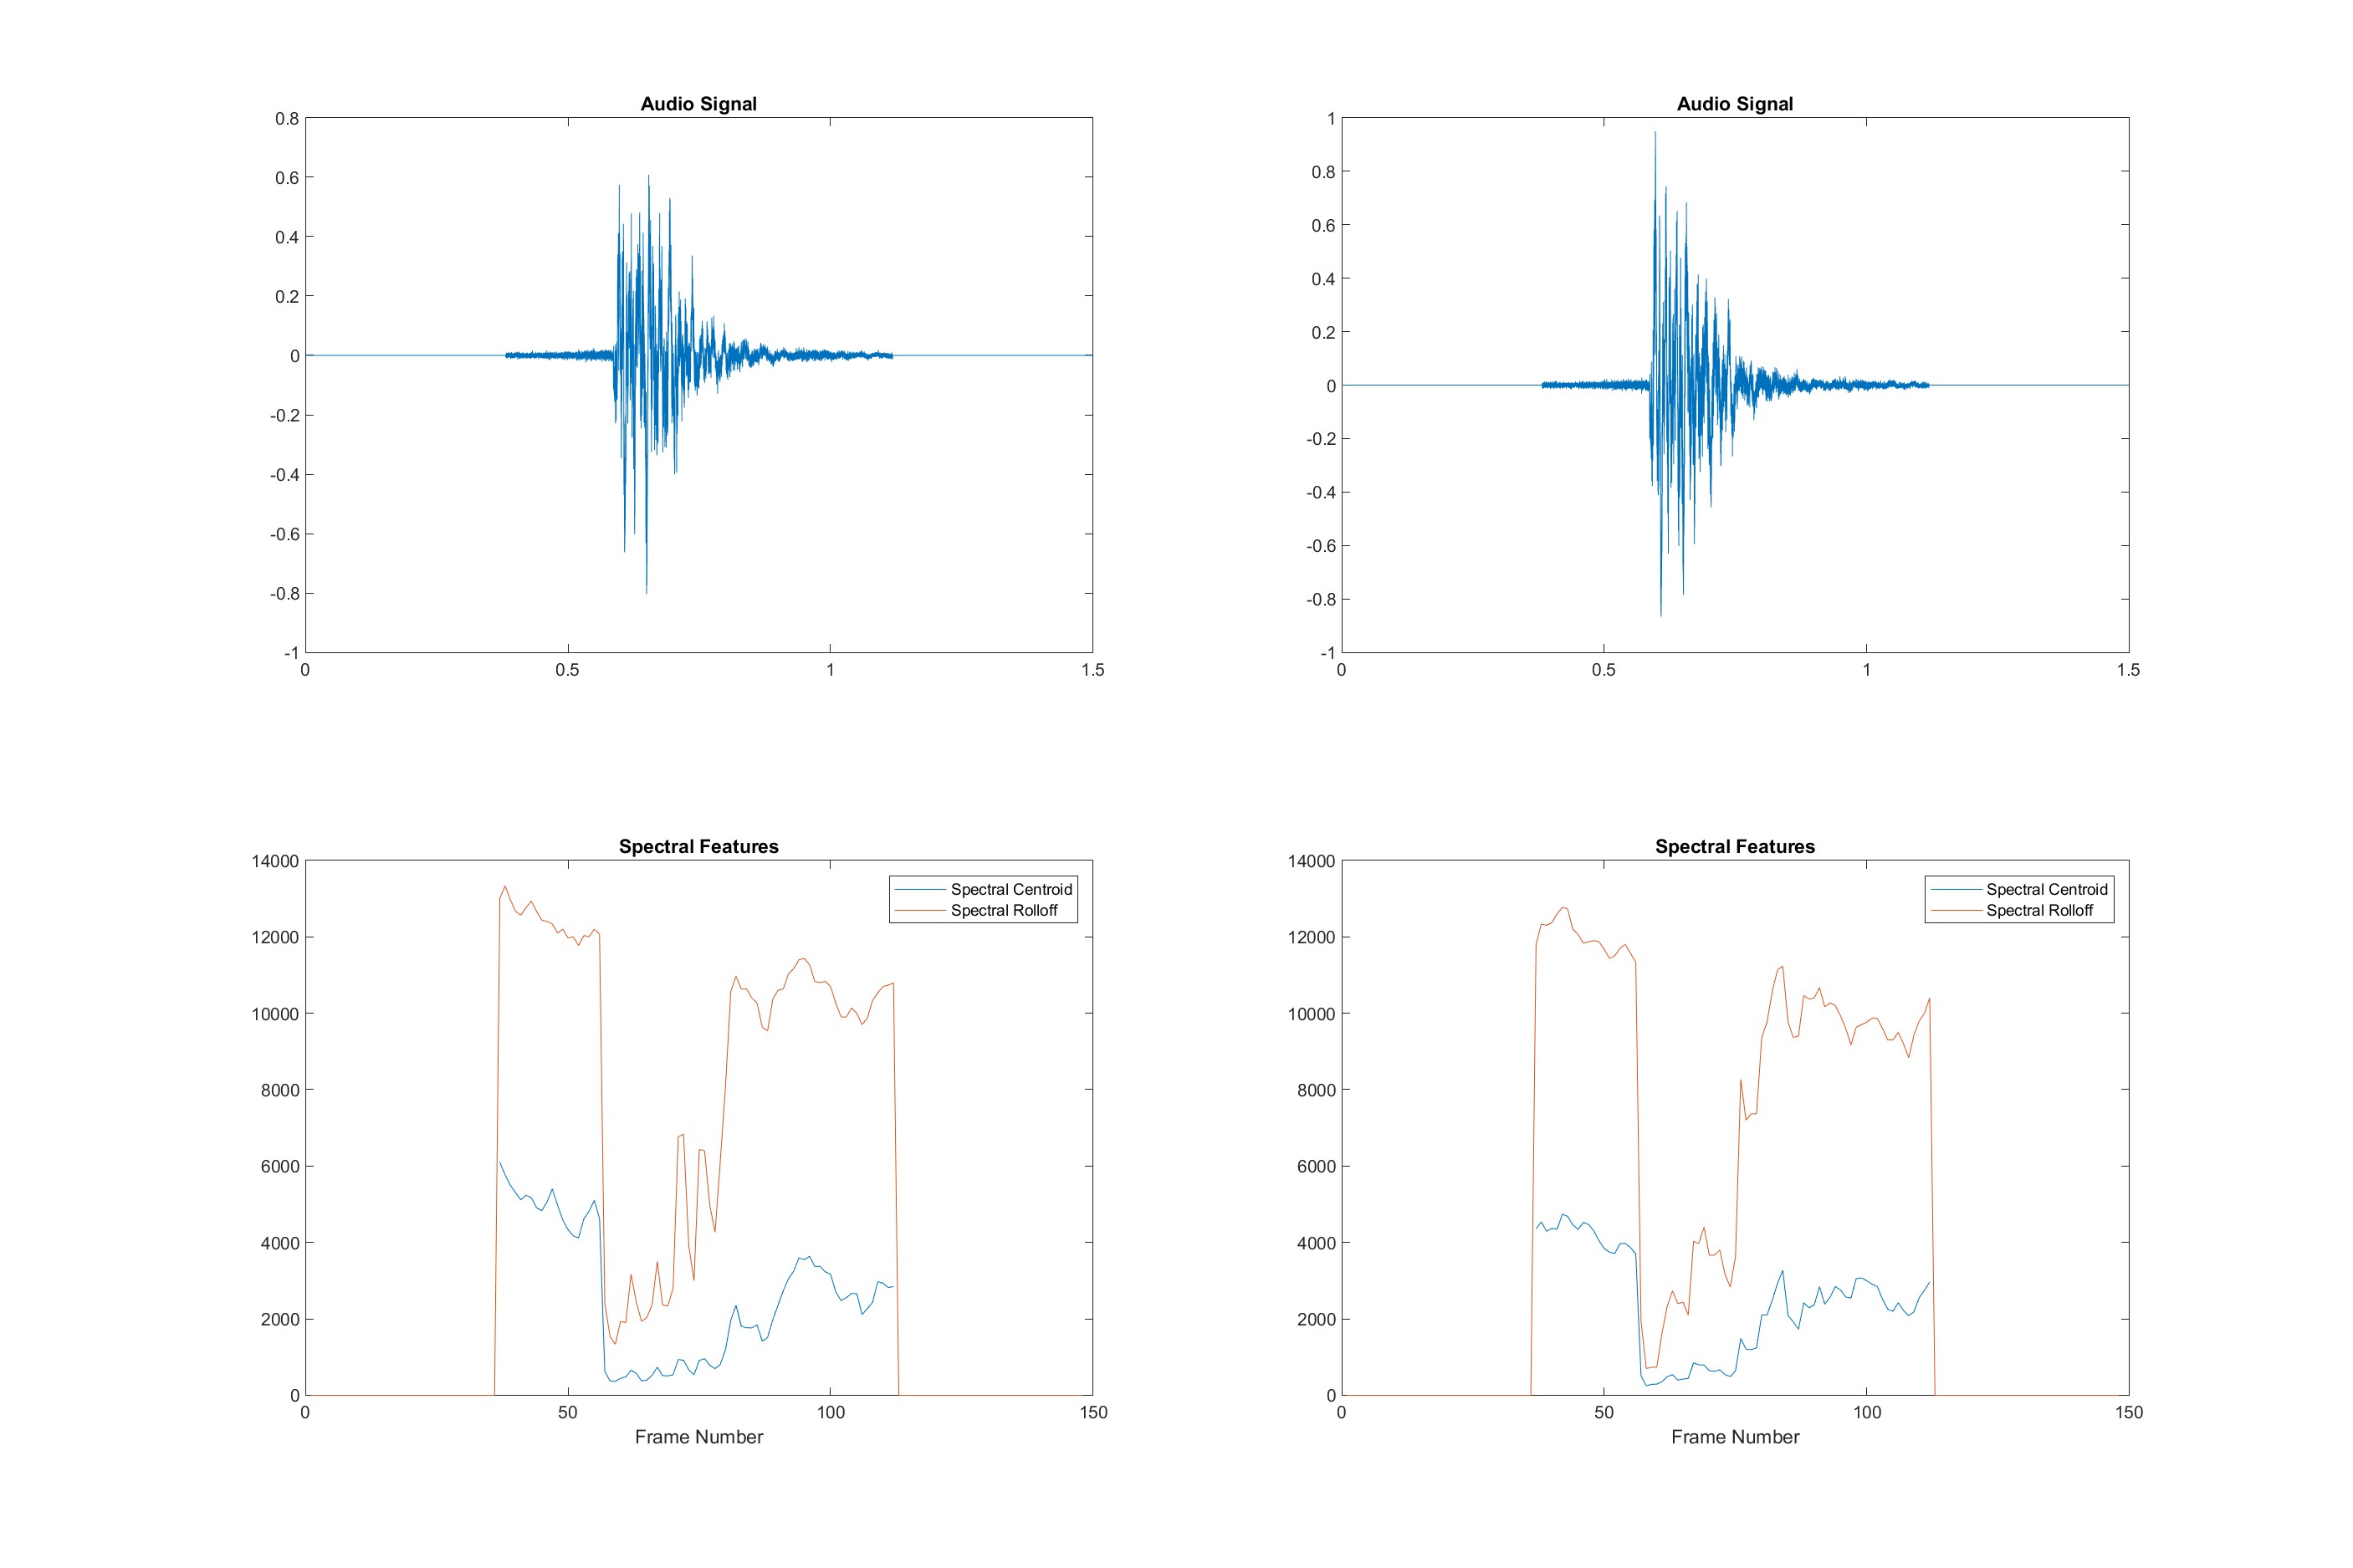 Audio Signal
0.8
0.6
0.4
0.2
0
-0.2
-0.4
-0.6
-0.8
-1
0 0.5 1 1.5
Audio Signal
1
0.8
0.6
0.4
0.2
0
-0.2
-0.4
-0.6
-0.8
-1
0 0.5 1 1.5
Spectral Features
14000
12000
10000
8000
6000
4000
2000
0
Spectral Centroid
Spectral Rolloff
0 50 100 150
Frame Number
Spectral Features
14000
12000
10000
8000
6000
4000
2000
0
Spectral Centroid
Spectral Rolloff
0 50 100 150
Frame Number